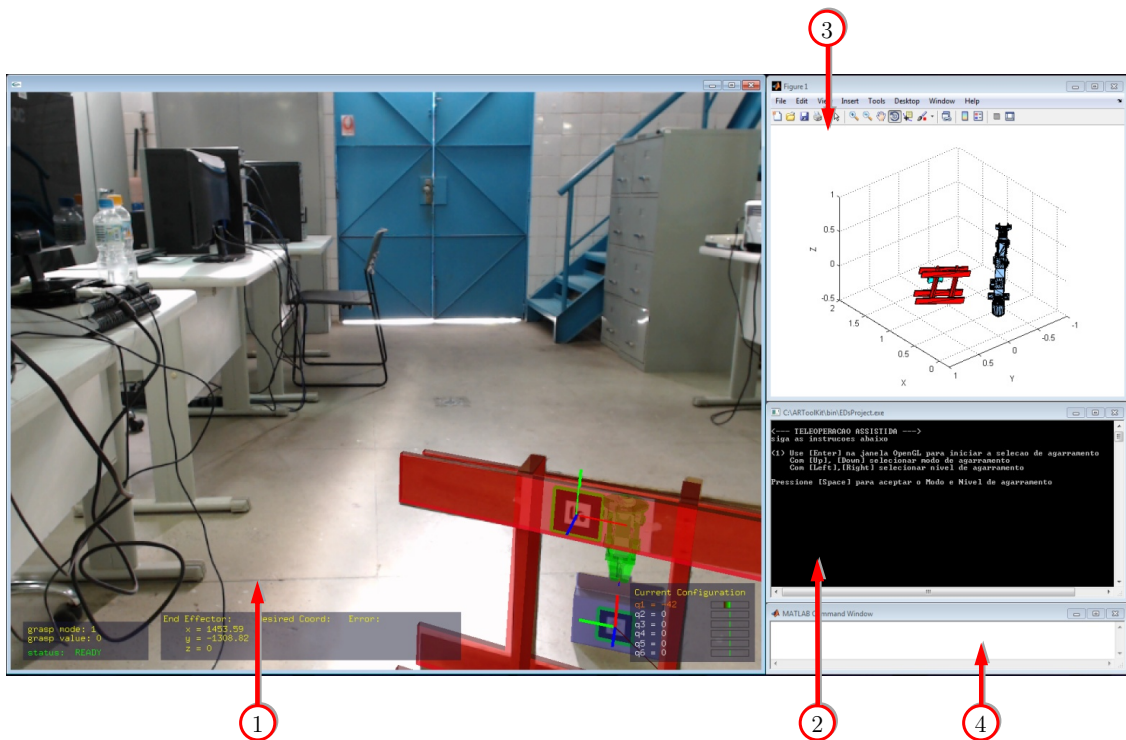 3
Figure 1
File Edit View Insert Tools Desktop Window Help
1
0.5
0
-0.5
Z
2
1.5
1
0.5
0
X
1
0.5
0
-0.5
-1
Y
C:\ARToolKit\bin\EDsProject.exe
<--- TELEOPERACAO ASSISTIDA --->
siga as instrucoes abaixo
(1) Use [Enter] na janela OpenGL para iniciar a selecao de agarramento
Com [Up], [Down] selecionar modo de agarramento
Com [Left],[Right] selecionar nivel de agarramento
Pressione [Space] para aceptar o Modo e Nivel de agarramento
MATLAB Command Window
grasp mode: 1
grasp value: 0
status: READY
End Effector: Desired Coord: Error:
x = 1453.59
y = -1308.82
z = 0
Current Configuration
q1 = -42
q2 = 0
q3 = 0
q4 = 0
q5 = 0
q6 = 0
1
2
4